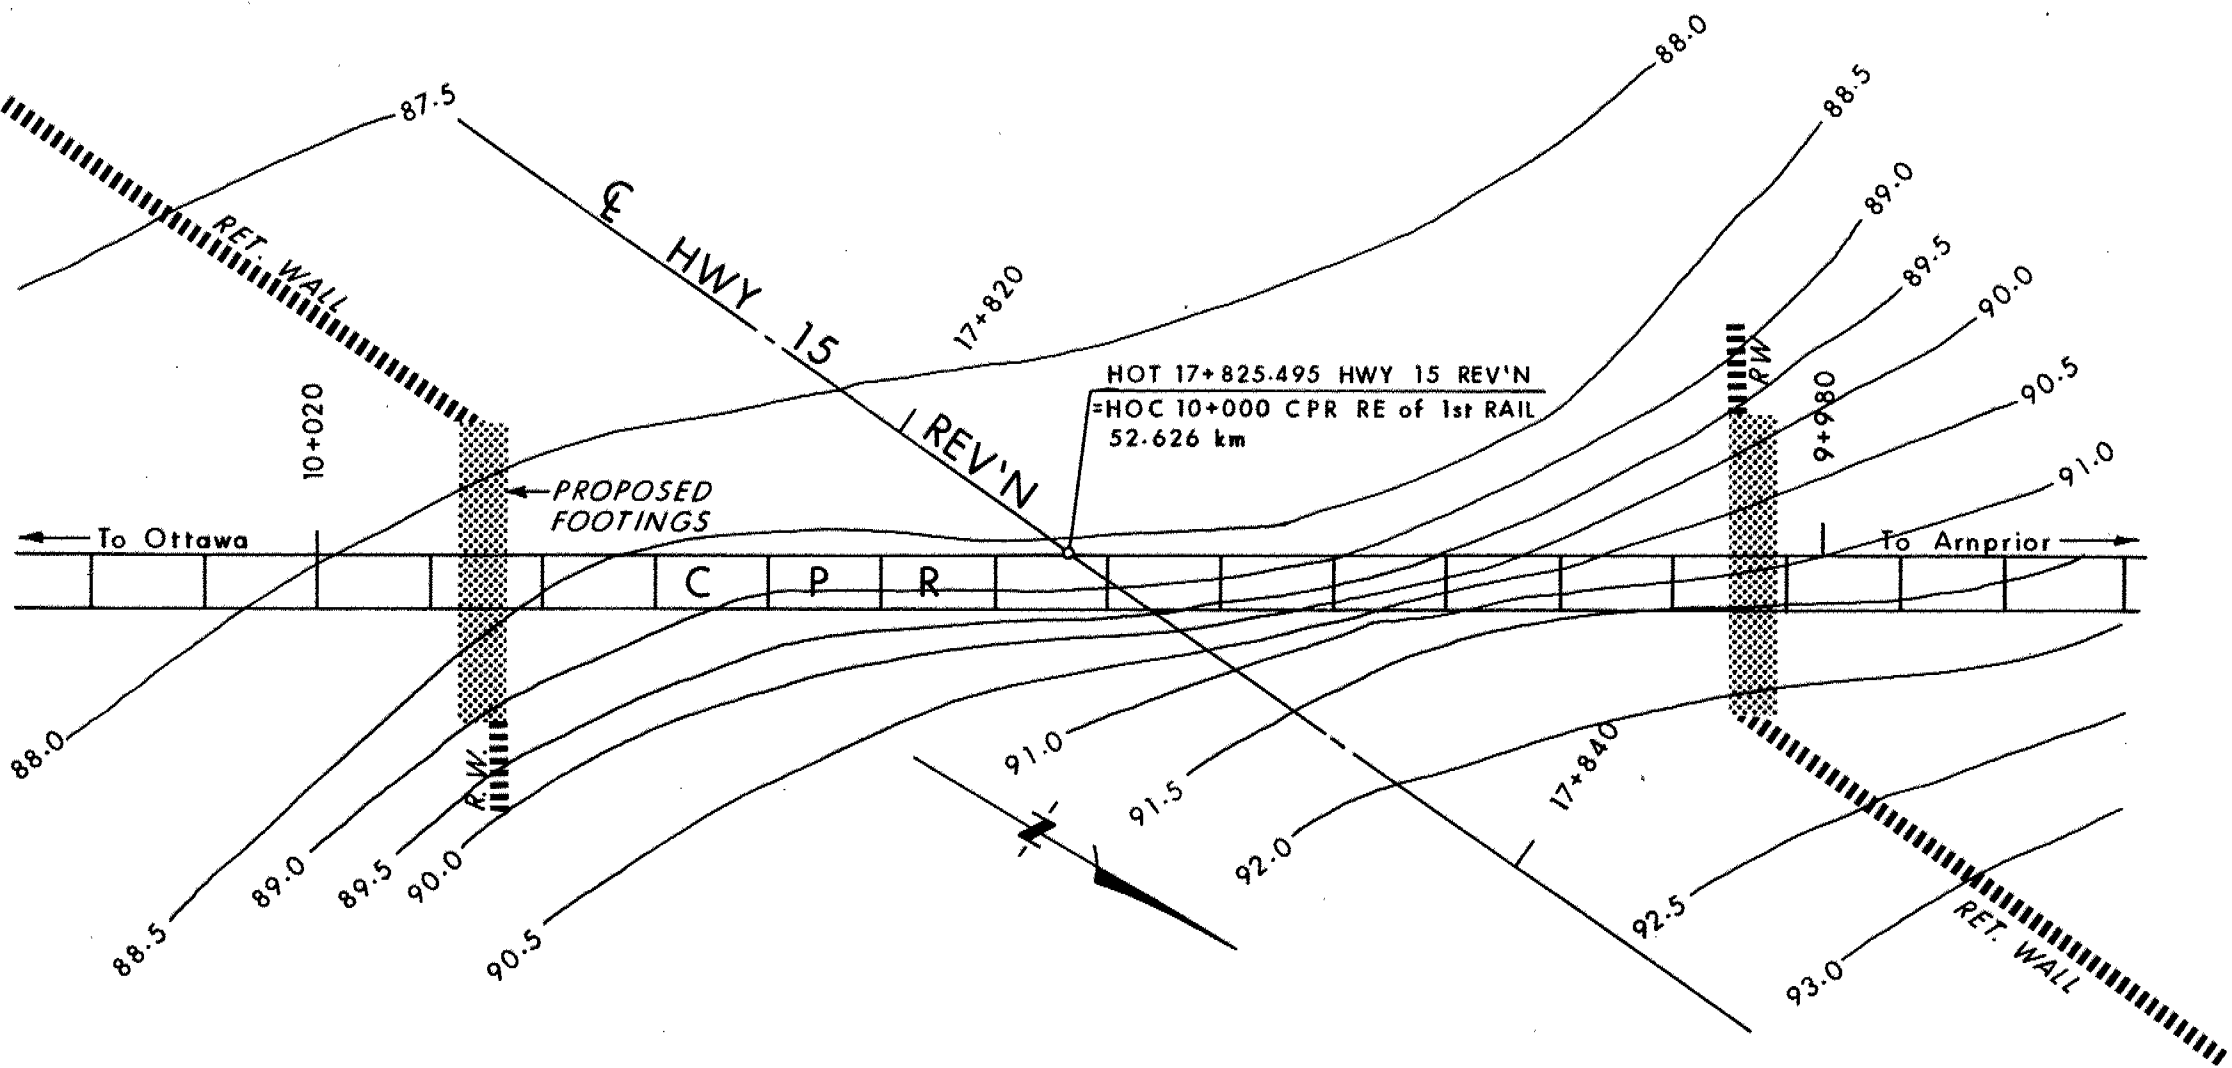 88.0
88.5
87.5
89.0
℄ HWY 15 REV'N
RET. WALL
89.5
17+820
90.0
RW
HOT 17+825.495 HWY 15 REV'N
=HOC 10+000 CPR RE of 1st RAIL
52.626 km
90.5
10+020
9+980
91.0
PROPOSED
FOOTINGS
To Ottawa
To Arnprior
C P R
88.0
R.W.
91.0
17+840
91.5
N
92.0
89.0
89.5
90.0
88.5
90.5
92.5
RET. WALL
93.0